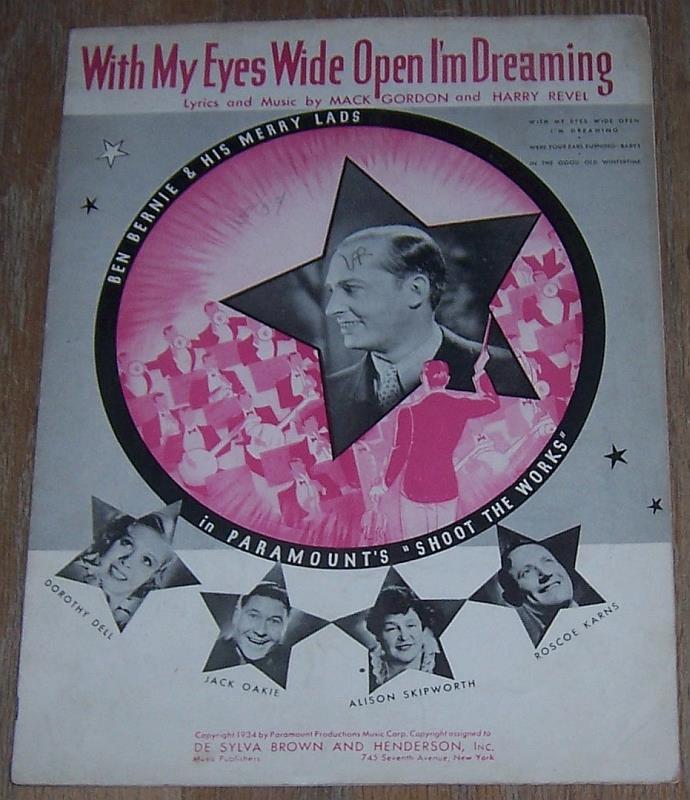 With My Eyes Wide Open I'm Dreaming
Lyrics and Music by MACK GORDON and HARRY REVEL
WITH MY EYES WIDE OPEN
I'M DREAMING
WERE YOUR EARS BURNING BABY?
IN THE GOOD OLD WINTERTIME
BEN BERNIE & HIS MERRY LADS
in PARAMOUNT'S "SHOOT THE WORKS"
DOROTHY DELL
JACK OAKIE
ALISON SKIPWORTH
ROSCOE KARNS
Copyright 1934 by Paramount Productions Music Corp. Copyright assigned to
DE SYLVA BROWN AND HENDERSON, Inc.
Music Publishers 745 Seventh Avenue, New York